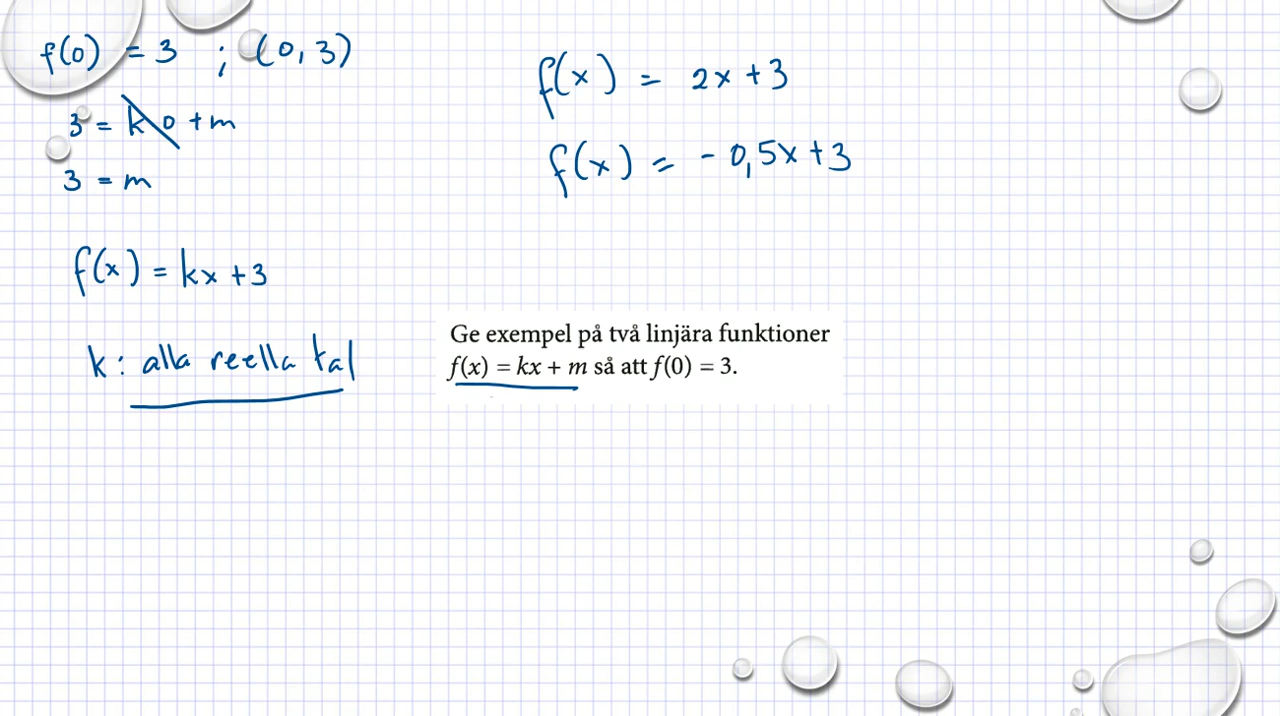 f(0) = 3 ; (0,3)
3 = k·0 + m
3 = m
f(x) = kx + 3
k: alla reella tal
f(x) = 2x + 3
f(x) = - 0,5x + 3
Ge exempel på två linjära funktioner
f(x) = kx + m så att f(0) = 3.